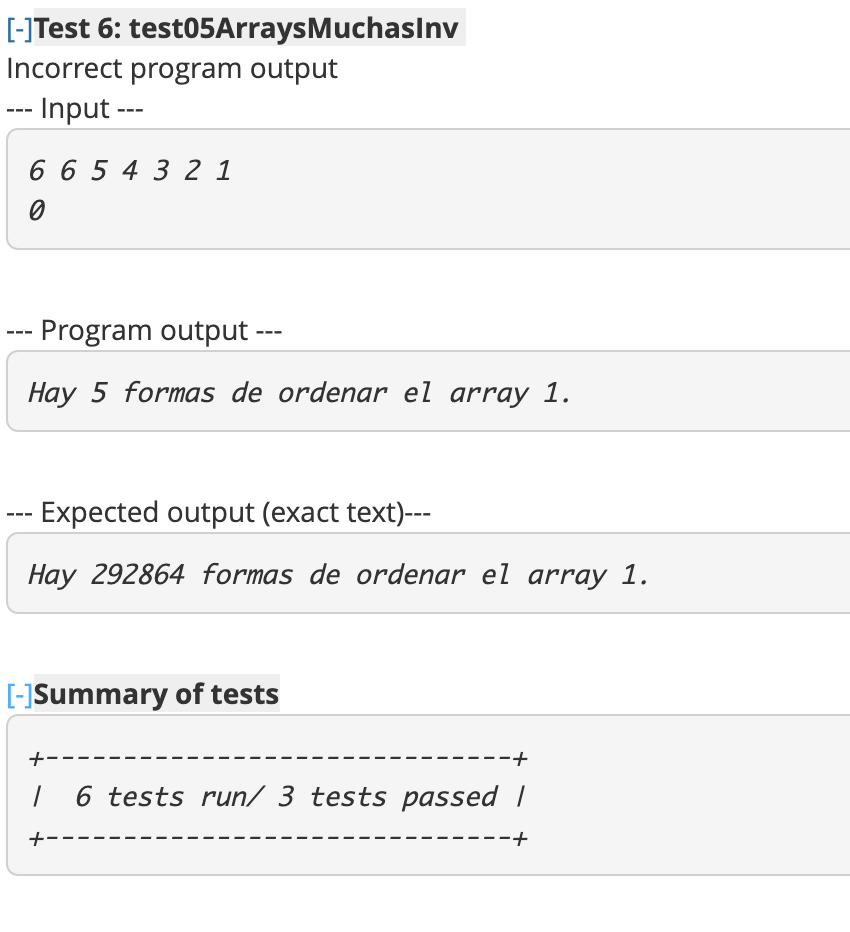 [-]Test 6: test05ArraysMuchasInv
Incorrect program output
--- Input ---
6 6 5 4 3 2 1
0
--- Program output ---
Hay 5 formas de ordenar el array 1.
--- Expected output (exact text)---
Hay 292864 formas de ordenar el array 1.
[-]Summary of tests
+------------------------------+
|  6 tests run/ 3 tests passed |
+------------------------------+